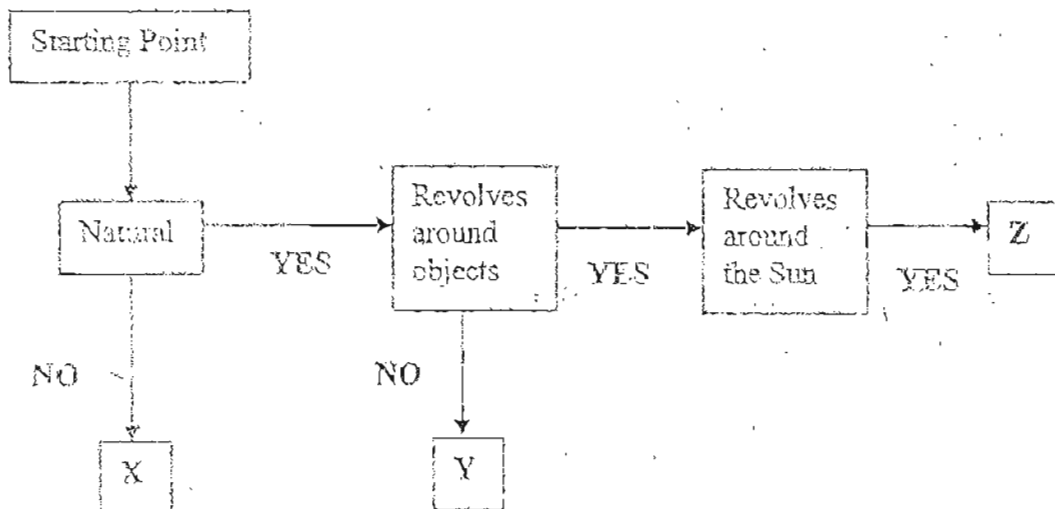 Starting Point
Natural
YES
Revolves
around
objects
YES
Revolves
around
the Sun
YES
Z
NO
X
NO
Y